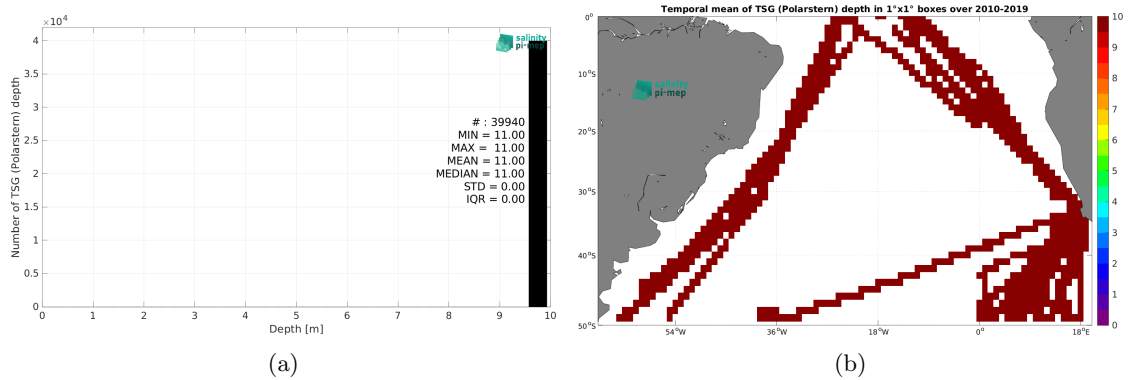 ×10⁴
4
3.5
3
2.5
2
1.5
1
0.5
0
Number of TSG (Polarstern) depth
salinity
pi-mep
# : 39940
MIN = 11.00
MAX = 11.00
MEAN = 11.00
MEDIAN = 11.00
STD = 0.00
IQR = 0.00
0 1 2 3 4 5 6 7 8 9 10
Depth [m]
(a)
Temporal mean of TSG (Polarstern) depth in 1°x1° boxes over 2010-2019
0°
10°S
20°S
30°S
40°S
50°S
salinity
pi-mep
54°W 36°W 18°W 0° 18°E
10
9
8
7
6
5
4
3
2
1
0
(b)